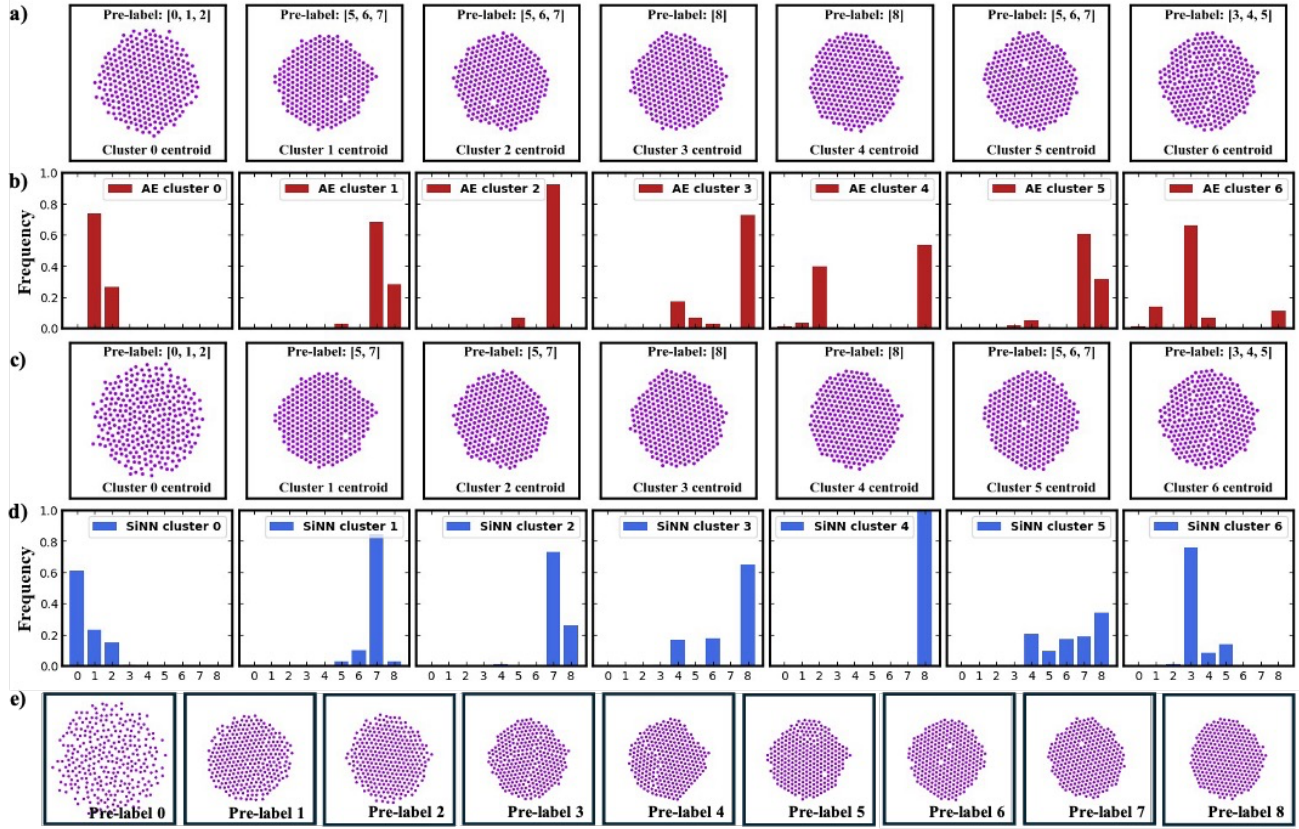 a)
Pre-label: [0, 1, 2]
Pre-label: [5, 6, 7]
Pre-label: [5, 6, 7]
Pre-label: [8]
Pre-label: [8]
Pre-label: [5, 6, 7]
Pre-label: [3, 4, 5]
Cluster 0 centroid
Cluster 1 centroid
Cluster 2 centroid
Cluster 3 centroid
Cluster 4 centroid
Cluster 5 centroid
Cluster 6 centroid
b)
Frequency
1.0
0.8
0.6
0.4
0.2
0.0
AE cluster 0
AE cluster 1
AE cluster 2
AE cluster 3
AE cluster 4
AE cluster 5
AE cluster 6
c)
Pre-label: [0, 1, 2]
Pre-label: [5, 7]
Pre-label: [5, 7]
Pre-label: [8]
Pre-label: [8]
Pre-label: [5, 6, 7]
Pre-label: [3, 4, 5]
Cluster 0 centroid
Cluster 1 centroid
Cluster 2 centroid
Cluster 3 centroid
Cluster 4 centroid
Cluster 5 centroid
Cluster 6 centroid
d)
Frequency
1.0
0.8
0.6
0.4
0.2
0.0
SiNN cluster 0
SiNN cluster 1
SiNN cluster 2
SiNN cluster 3
SiNN cluster 4
SiNN cluster 5
SiNN cluster 6
0 1 2 3 4 5 6 7 8
0 1 2 4 4 5 6 7 8
0 1 2 3 4 5 6 7 8
0 1 2 3 4 5 6 7 8
0 1 2 3 4 5 6 7 8
0 1 2 3 4 5 6 7 8
0 1 2 3 4 5 6 7 8
e)
Pre-label 0
Pre-label 1
Pre-label 2
Pre-label 3
Pre-label 4
Pre-label 5
Pre-label 6
Pre-label 7
Pre-label 8